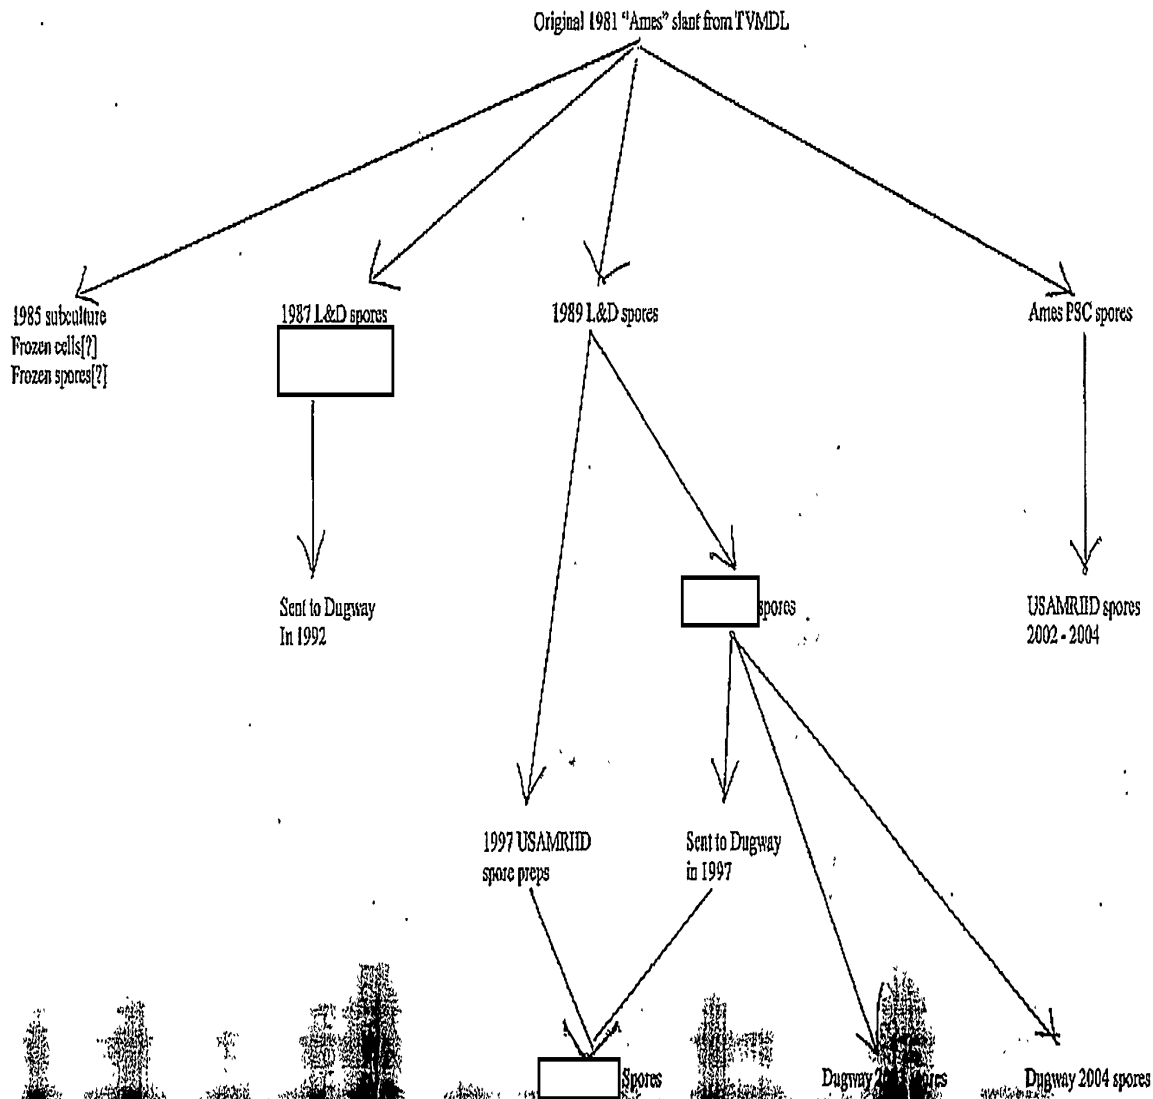 Original 1981 "Ames" slant from TVMDL
1985 subculture
Frozen cells[?]
Frozen spores[?]
1987 L&D spores
1989 L&D spores
Ames PSC spores
Sent to Dugway
In 1992
spores
USAMRIID spores
2002 - 2004
1997 USAMRIID
spore preps
Sent to Dugway
in 1997
Spores
Dugway
Dugway 2004 spores